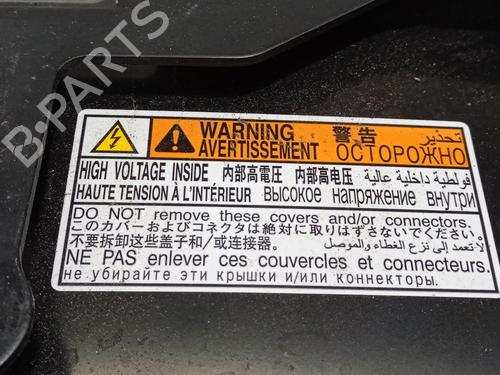 B-PARTS
WARNING 警告 تحذير
AVERTISSEMENT ОСТОРОЖНО
HIGH VOLTAGE INSIDE 内部高電圧 内部高电压 فولطية داخلية عالية
HAUTE TENSION À L'INTÉRIEUR Высокое напряжение внутри
DO NOT remove these covers and/or connectors.
このカバーおよびコネクタは絶対に取りはずさないでください。
不要拆卸这些盖子和/或连接器。 لا تعمد إلى نزع الغطاء والموصل
NE PAS enlever ces couvercles et connecteurs.
не убирайте эти крышки и/или коннекторы.